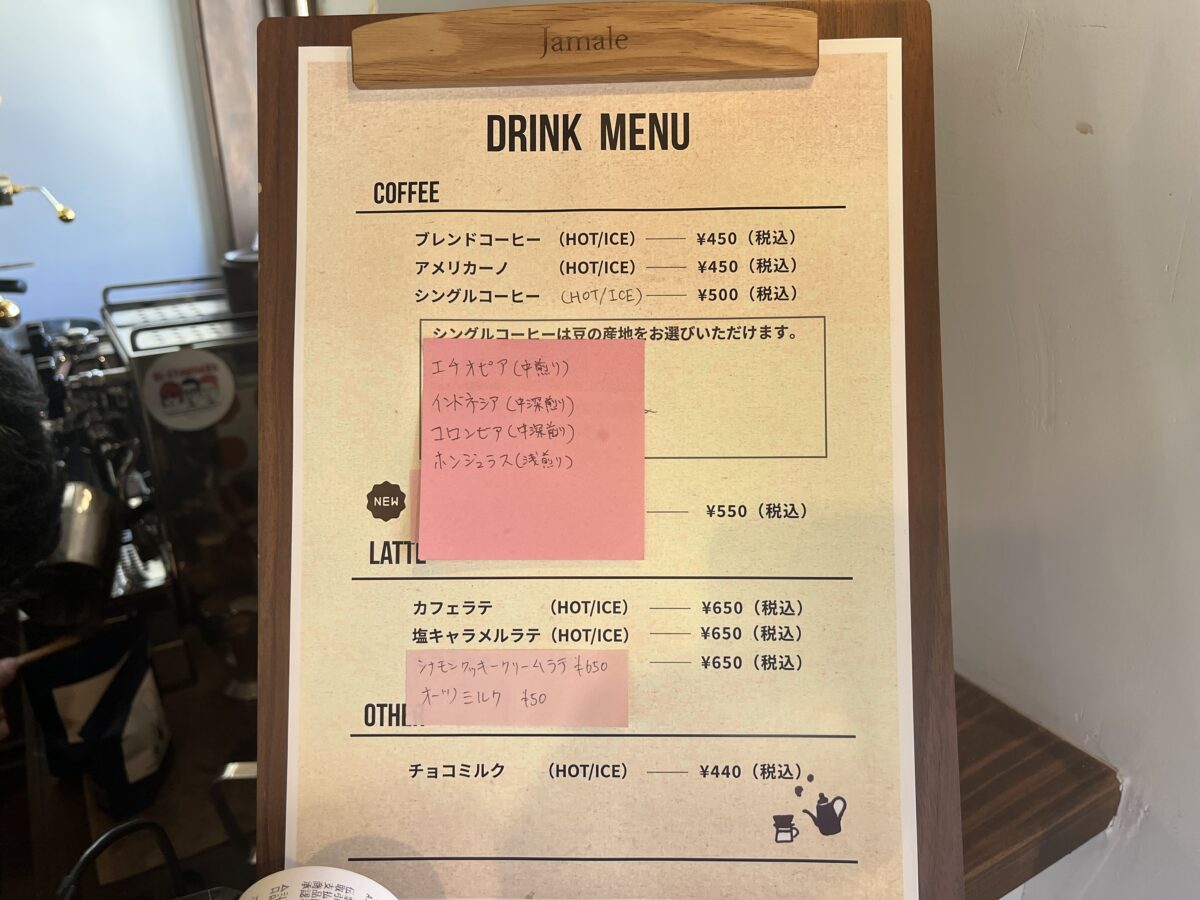 Jamale
DRINK MENU
COFFEE
ブレンドコーヒー (HOT/ICE) ¥450（税込）
アメリカーノ (HOT/ICE) ¥450（税込）
シングルコーヒー (HOT/ICE) ¥500（税込）
シングルコーヒーは豆の産地をお選びいただけます。
エチオピア(中煎り)
インドネシア(中深煎り)
コロンビア(中深煎り)
ホンジュラス(浅煎り)
NEW ¥550（税込）
LATTE
カフェラテ (HOT/ICE) ¥650（税込）
塩キャラメルラテ (HOT/ICE) ¥650（税込）
シナモンクッキークリームラテ ¥650 ¥650（税込）
オーツミルク ¥50
OTHER
チョコミルク (HOT/ICE) ¥440（税込）